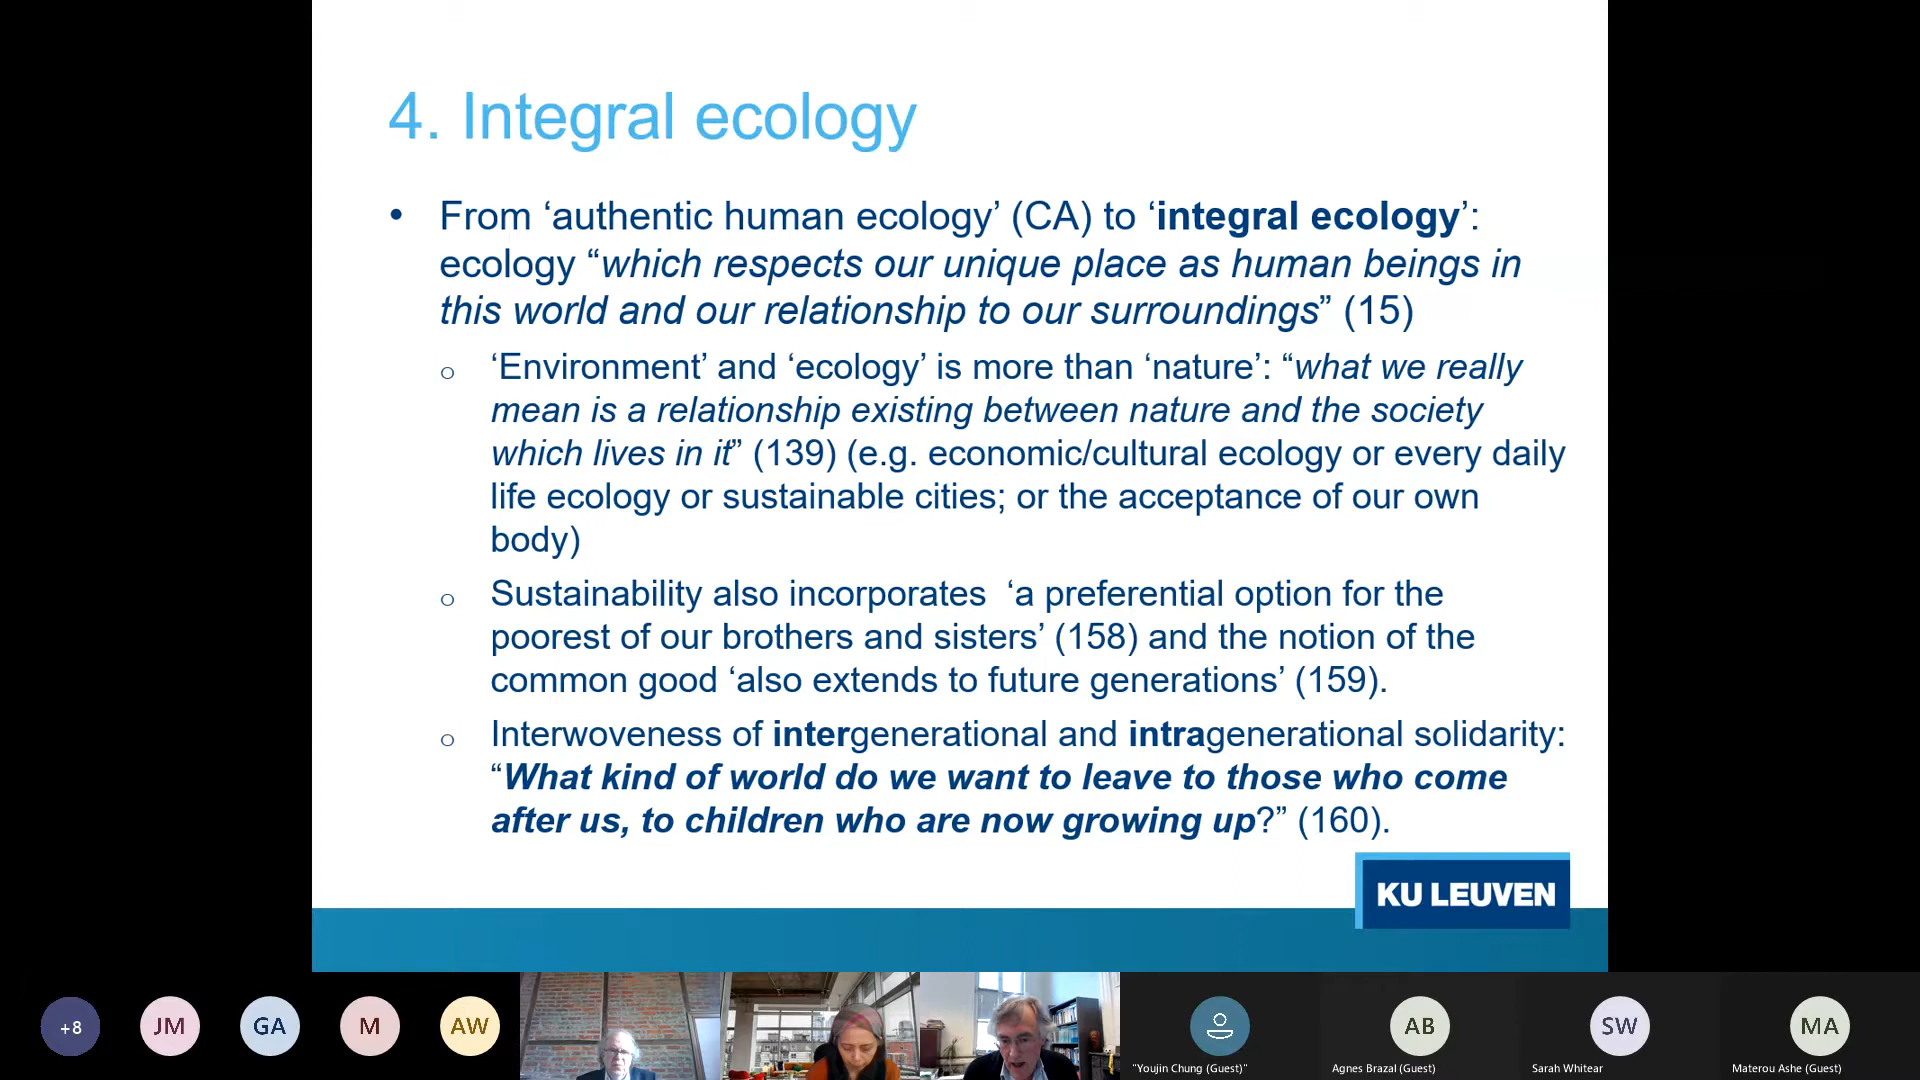 4. Integral ecology
• From ‘authentic human ecology’ (CA) to ‘integral ecology’:
ecology “which respects our unique place as human beings in
this world and our relationship to our surroundings” (15)
o ‘Environment’ and ‘ecology’ is more than ‘nature’: “what we really
mean is a relationship existing between nature and the society
which lives in it” (139) (e.g. economic/cultural ecology or every daily
life ecology or sustainable cities; or the acceptance of our own
body)
o Sustainability also incorporates ‘a preferential option for the
poorest of our brothers and sisters’ (158) and the notion of the
common good ‘also extends to future generations’ (159).
o Interwoveness of intergenerational and intragenerational solidarity:
“What kind of world do we want to leave to those who come
after us, to children who are now growing up?” (160).
KU LEUVEN
+8
JM
GA
M
AW
AB
SW
MA
"Youjin Chung (Guest)"
Agnes Brazal (Guest)
Sarah Whitear
Materou Ashe (Guest)